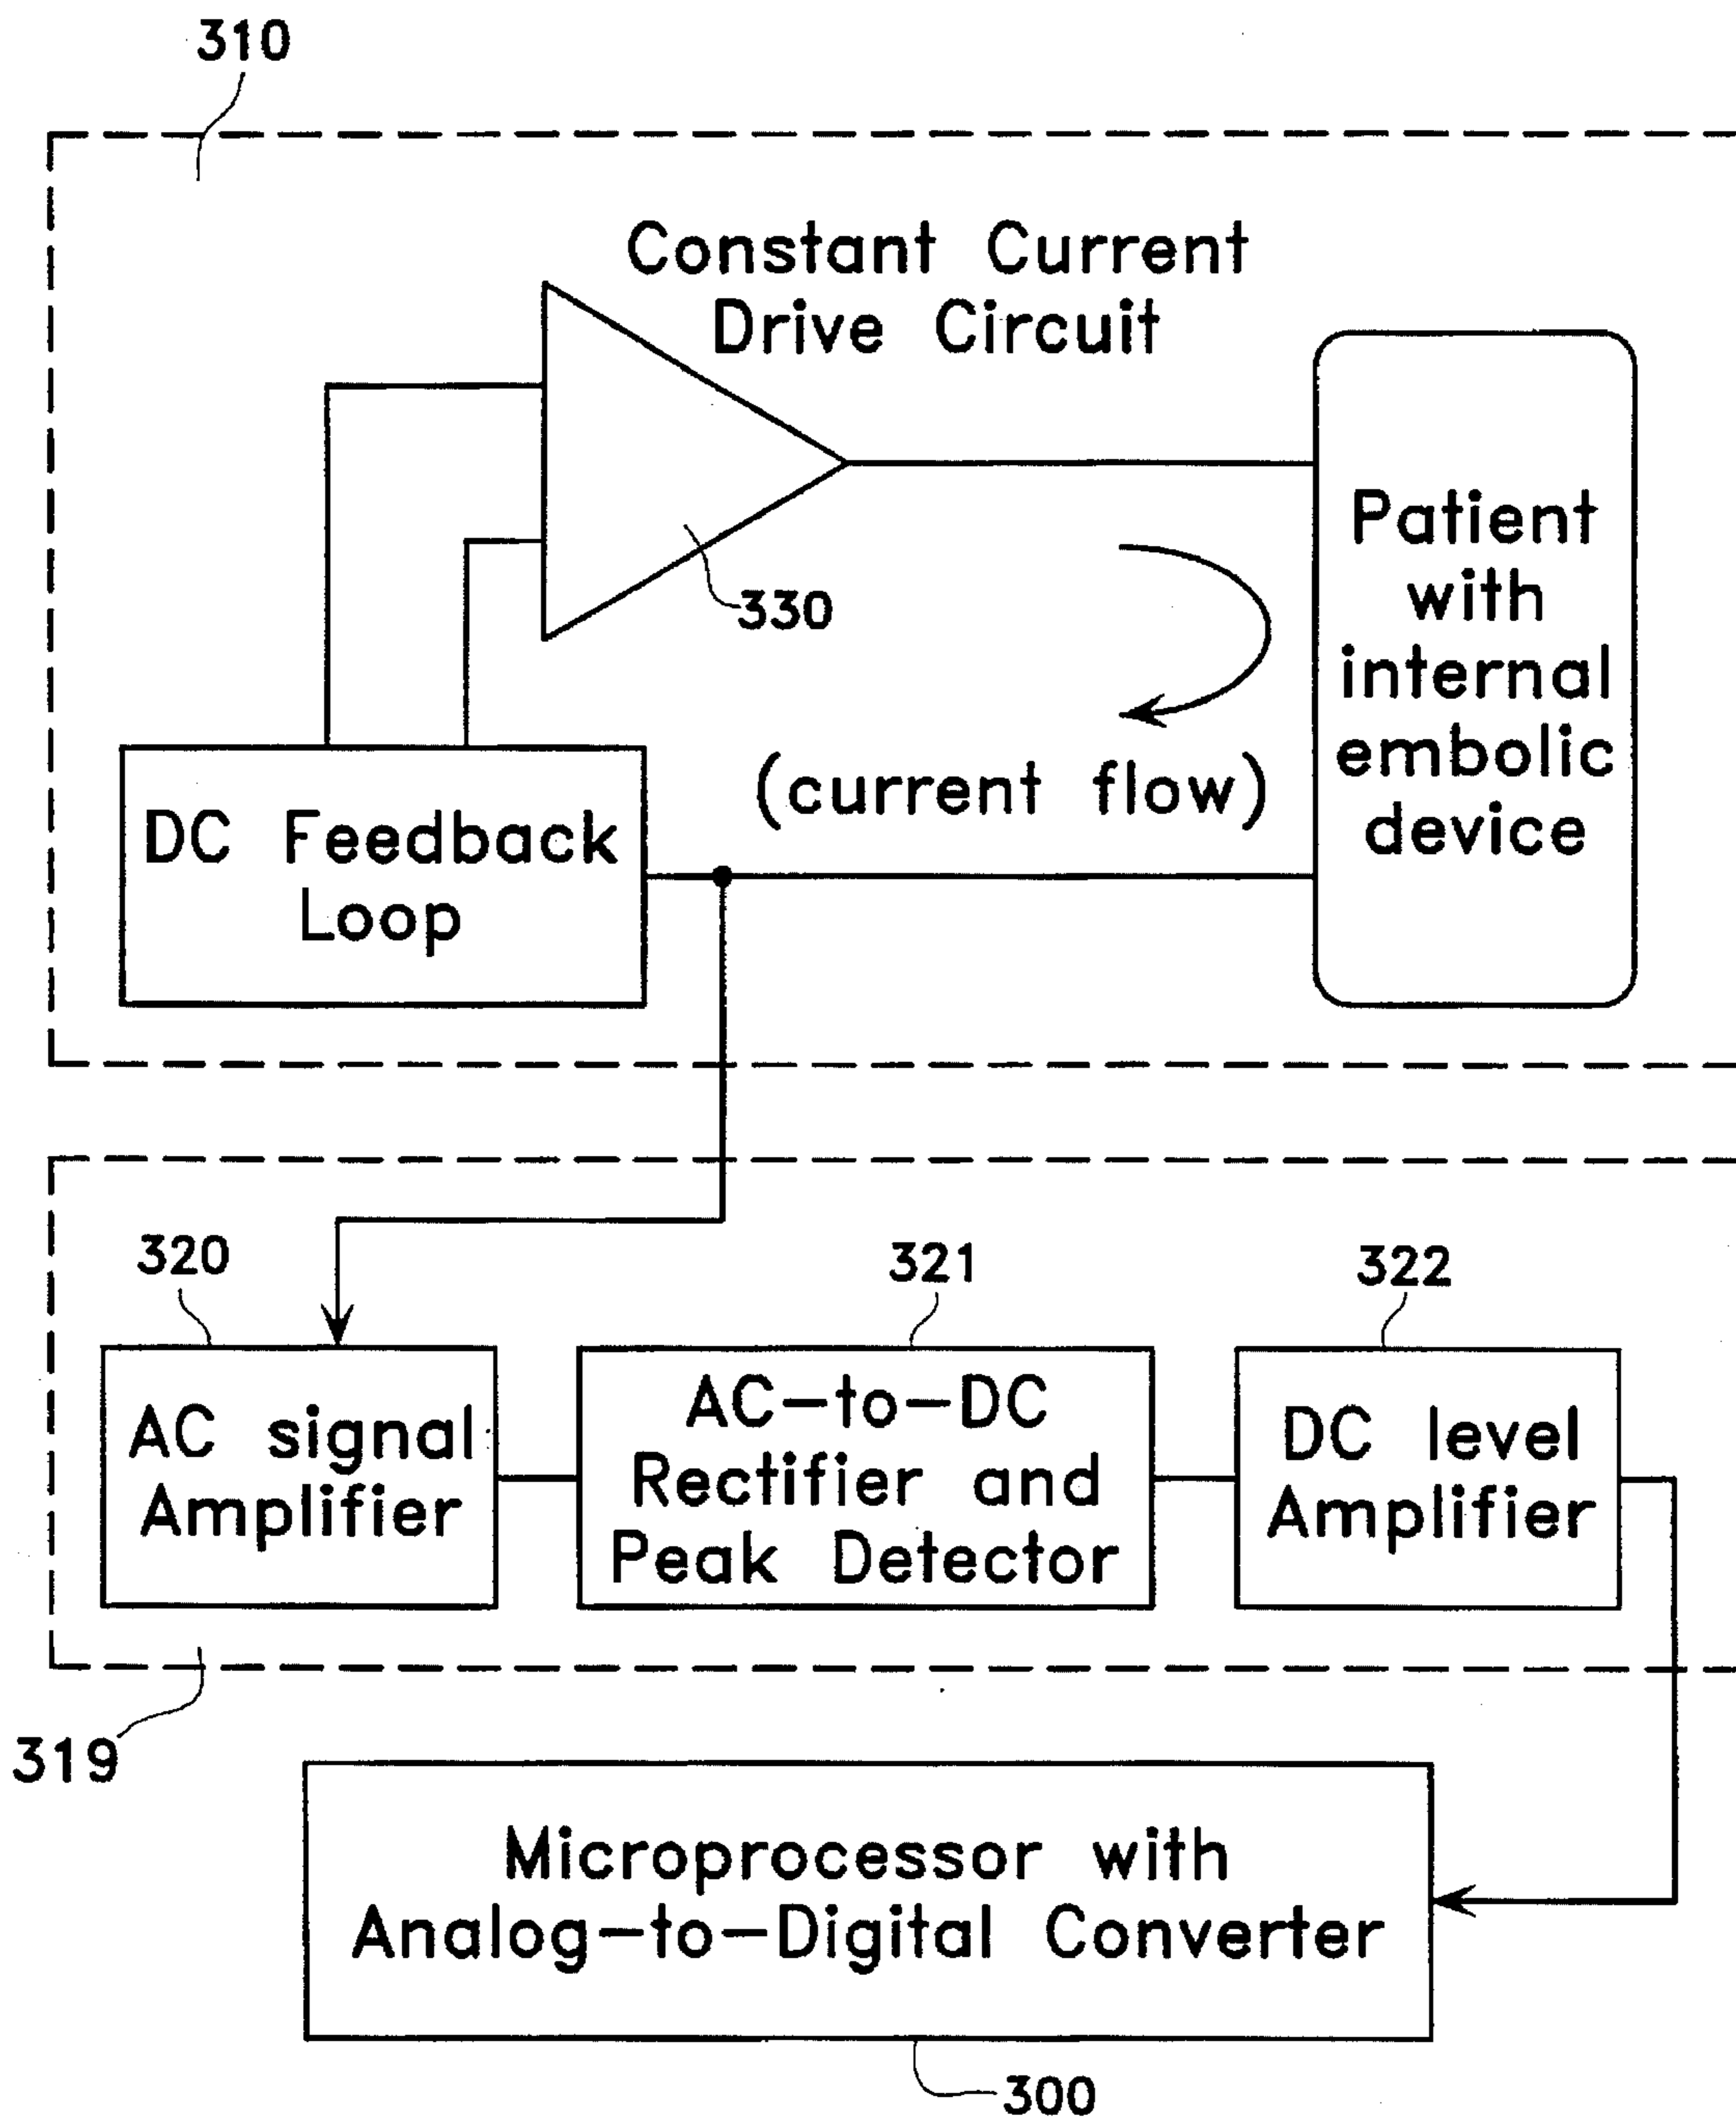 310
Constant Current
Drive Circuit
330
Patient
with
internal
embolic
device
(current flow)
DC Feedback
Loop
320
321
322
AC signal
Amplifier
AC-to-DC
Rectifier and
Peak Detector
DC level
Amplifier
319
Microprocessor with
Analog-to-Digital Converter
300